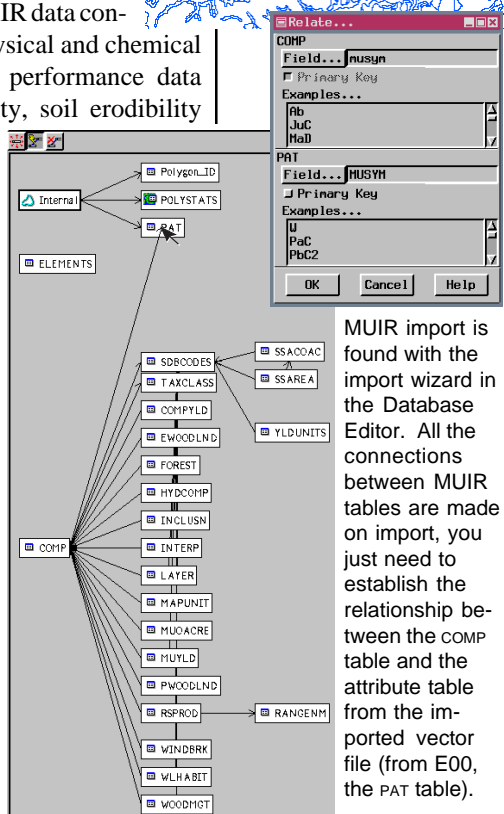 IR data con-
ysical and chemical
performance data
ty, soil erodibility
Relate...
COMP
Field... musym
Primary Key
Examples...
Ab
JuC
MaD
PAT
Field... MUSYM
Primary Key
Examples...
W
PaC
PbC2
OK Cancel Help
Internal
Polygon_ID
POLYSTATS
PAT
ELEMENTS
SDBCODES
SSACOAC
TAXCLASS
SSAREA
COMPYLD
EWOODLND
YLDUNITS
FOREST
HYDCOMP
INCLUSN
COMP
INTERP
LAYER
MAPUNIT
MUOACRE
MUYLD
PWOODLND
RSPROD
RANGENM
WINDBRK
WLHABIT
WOODMGT
MUIR import is
found with the
import wizard in
the Database
Editor. All the
connections
between MUIR
tables are made
on import, you
just need to
establish the
relationship be-
tween the COMP
table and the
attribute table
from the im-
ported vector
file (from E00,
the PAT table).